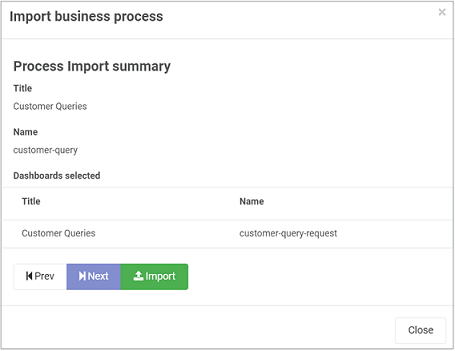 Import business process
×
Process Import summary
Title
Customer Queries
Name
customer-query
Dashboards selected
Title Name
Customer Queries customer-query-request
Prev Next Import
Close